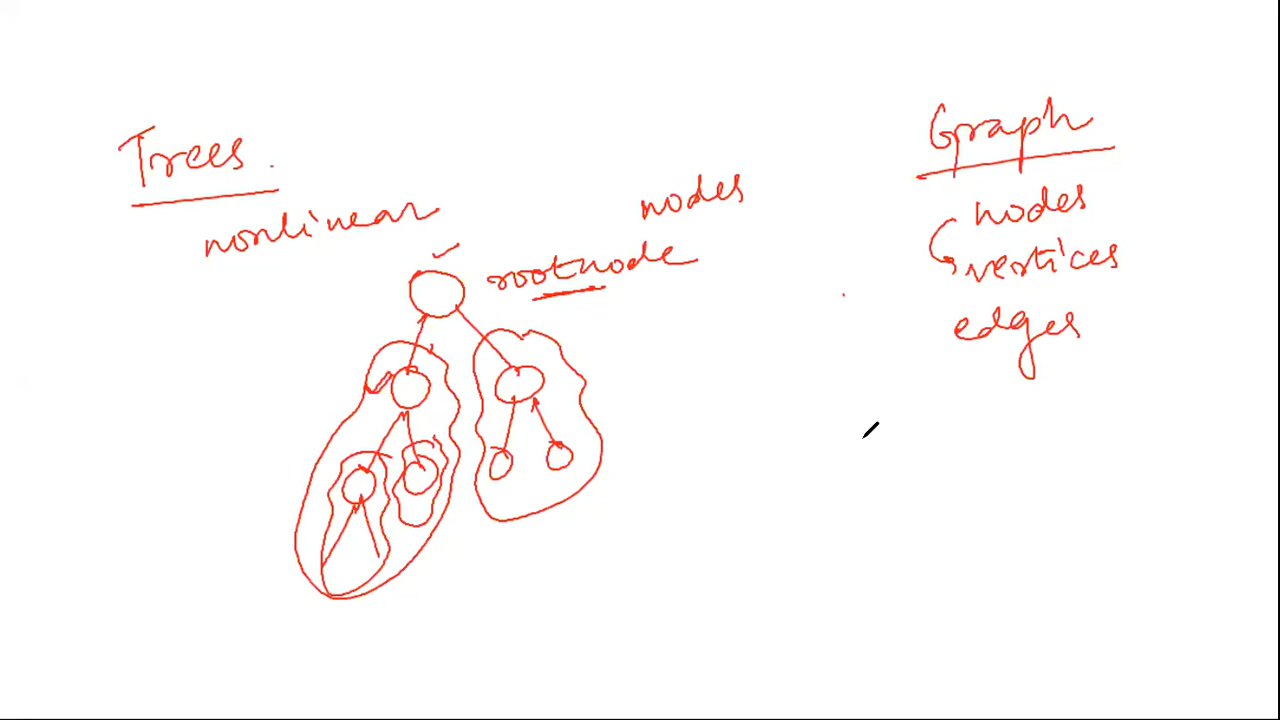 Trees.
nonlinear
nodes
rootnode
Graph
nodes
vertices
edges